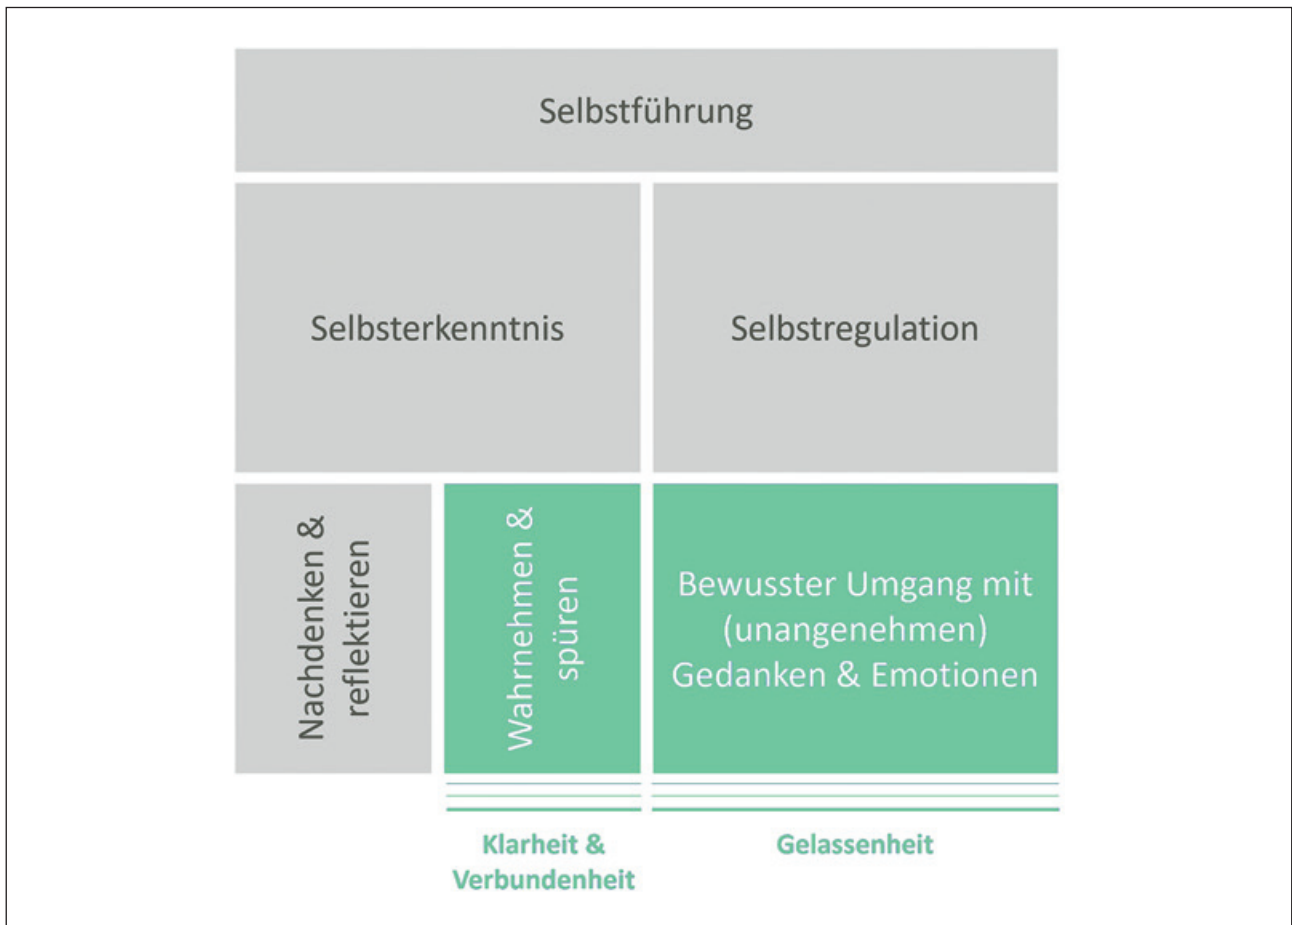 Selbstführung
Selbsterkenntnis
Selbstregulation
Nachdenken &
reflektieren
Wahrnehmen &
spüren
Bewusster Umgang mit
(unangenehmen)
Gedanken & Emotionen
Klarheit &
Verbundenheit
Gelassenheit